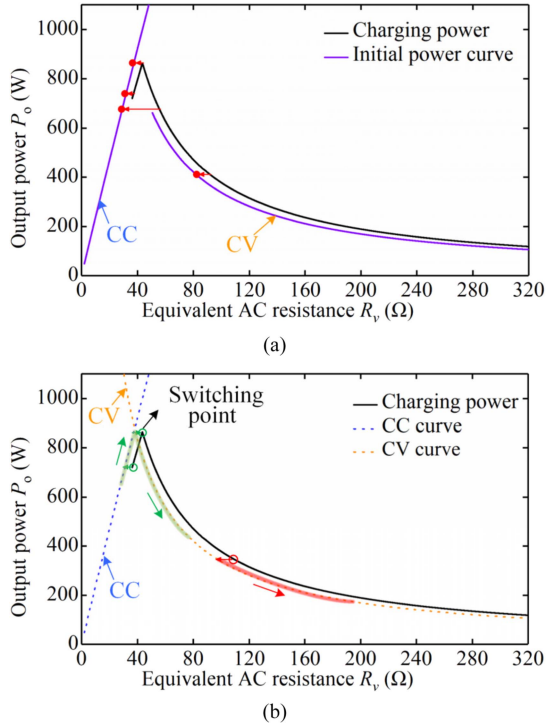 1000
800
600
400
200
0
Output power Pₒ (W)
Charging power
Initial power curve
CC
CV
0 40 80 120 160 200 240 280 320
Equivalent AC resistance Rᵥ (Ω)
(a)
1000
800
600
400
200
0
Output power Pₒ (W)
CV
Switching
point
Charging power
CC curve
CV curve
CC
0 40 80 120 160 200 240 280 320
Equivalent AC resistance Rᵥ (Ω)
(b)